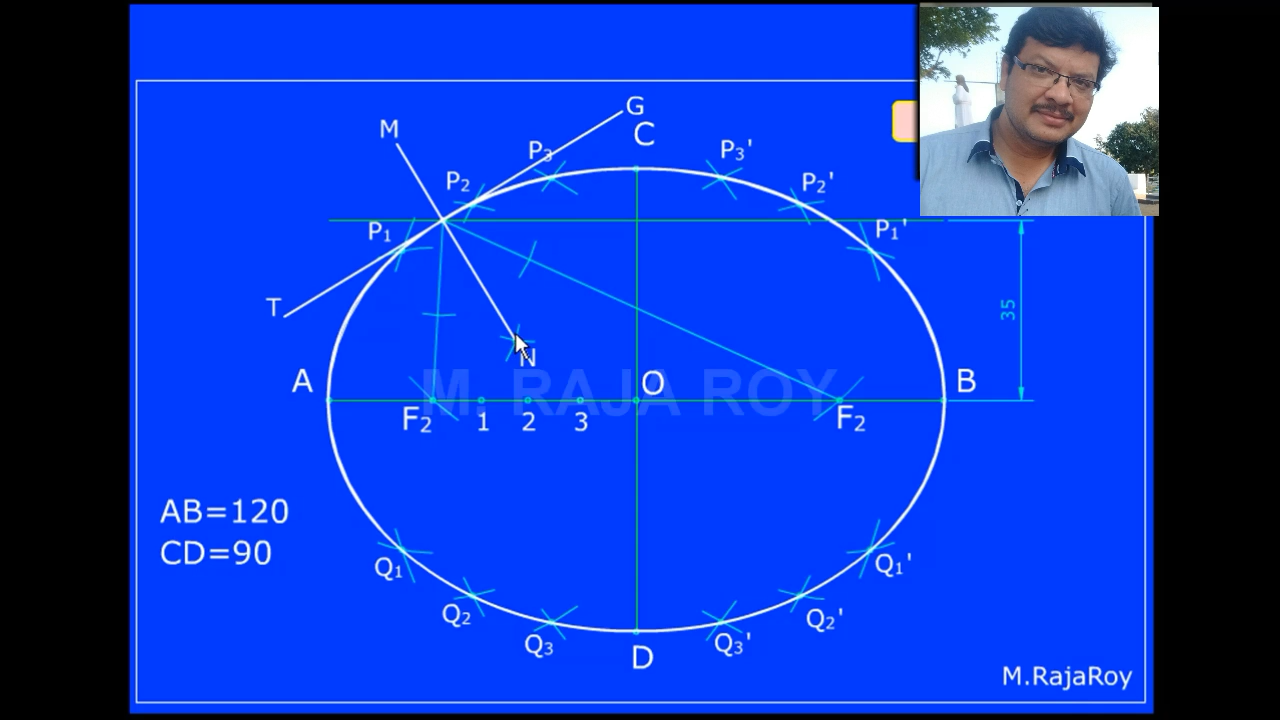 G
M
C
P3
P3'
P2
P2'
P1
P1'
T
35
N
A
O
B
M. RAJA ROY
F2
1
2
3
F2
AB=120
CD=90
Q1
Q1'
Q2
Q2'
Q3
Q3'
D
M.RajaRoy